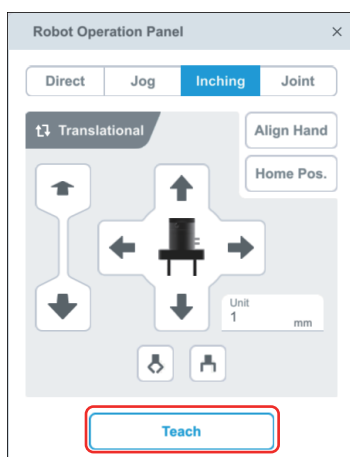 Robot Operation Panel
Direct
Jog
Inching
Joint
Translational
Align Hand
Home Pos.
Unit
1
mm
Teach